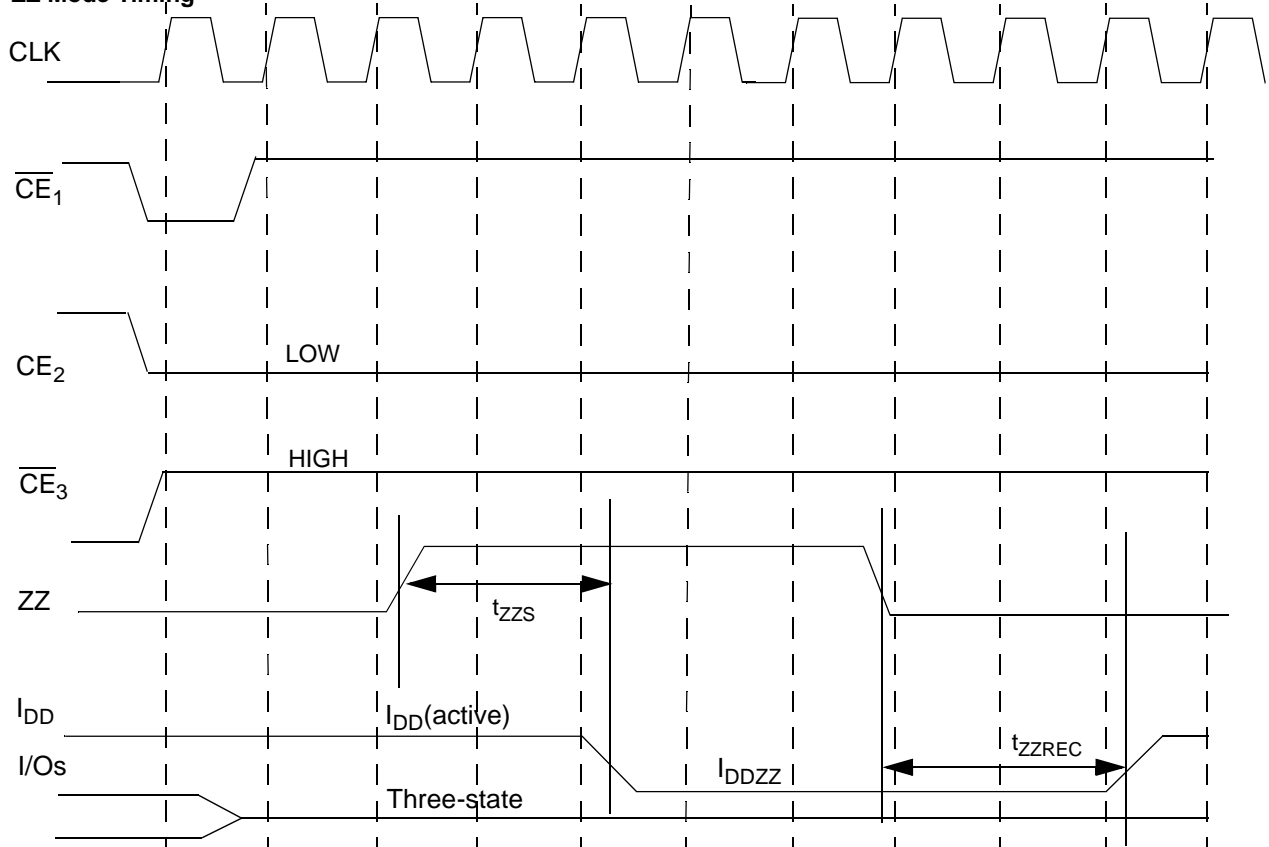 ZZ Mode Timing
CLK
CE1
CE2
LOW
CE3
HIGH
ZZ
tZZS
IDD
IDD(active)
tZZREC
I/Os
IDDZZ
Three-state